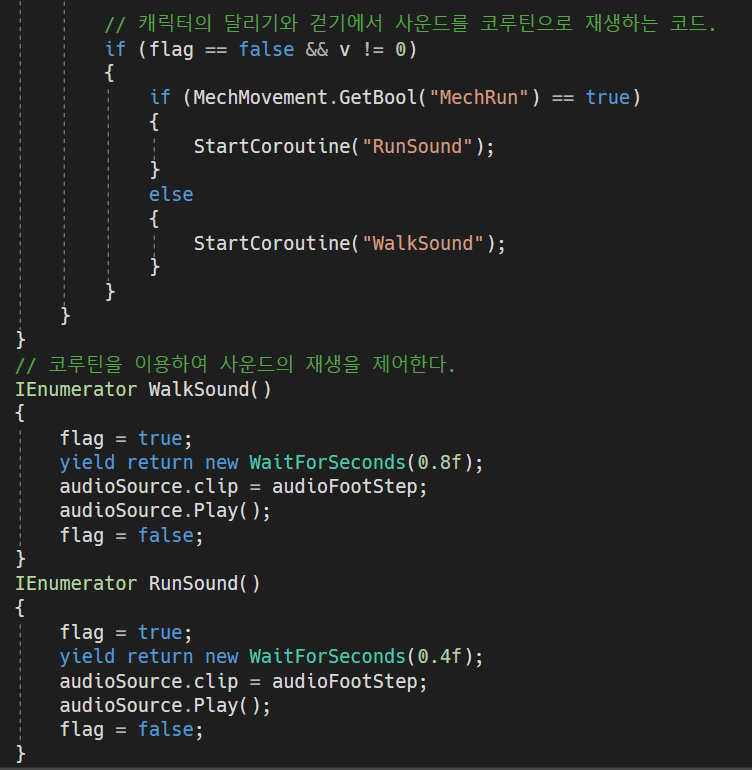 // 캐릭터의 달리기와 걷기에서 사운드를 코루틴으로 재생하는 코드.
if (flag == false && v != 0)
{
if (MechMovement.GetBool("MechRun") == true)
{
StartCoroutine("RunSound");
}
else
{
StartCoroutine("WalkSound");
}
}
}
}
// 코루틴을 이용하여 사운드의 재생을 제어한다.
IEnumerator WalkSound()
{
flag = true;
yield return new WaitForSeconds(0.8f);
audioSource.clip = audioFootStep;
audioSource.Play();
flag = false;
}
IEnumerator RunSound()
{
flag = true;
yield return new WaitForSeconds(0.4f);
audioSource.clip = audioFootStep;
audioSource.Play();
flag = false;
}